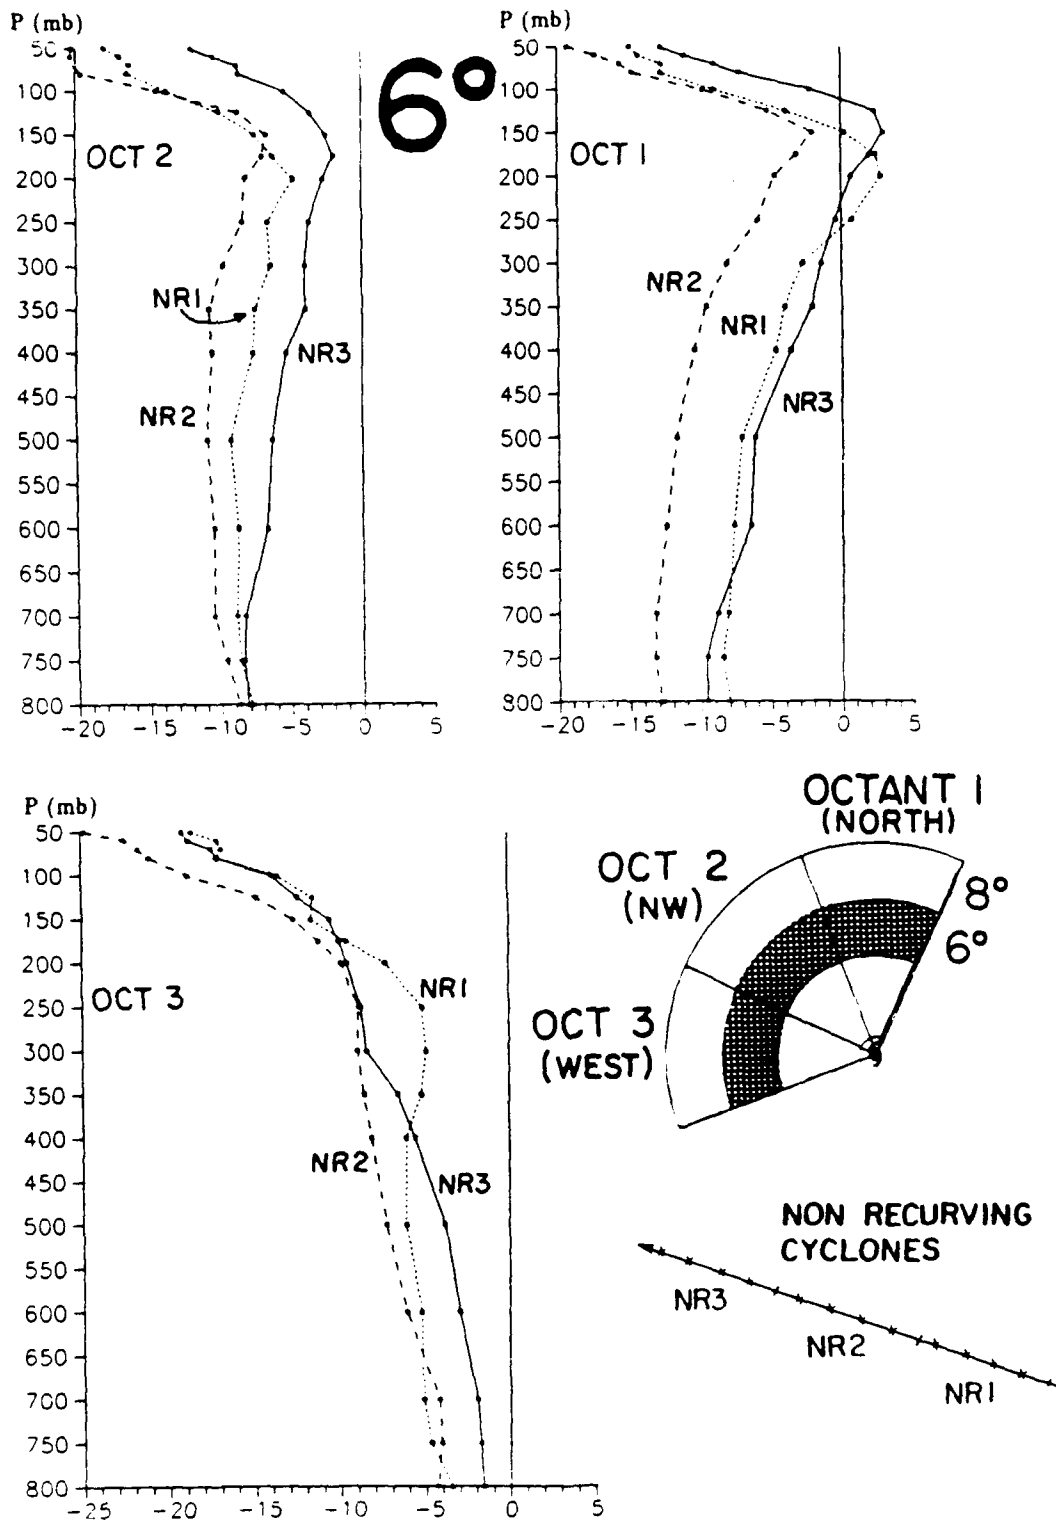 P (mb)
50
100
150
200
250
300
350
400
450
500
550
600
650
700
750
800
-20 -15 -10 -5 0 5
OCT 2
NR1
NR3
NR2
6°
P (mb)
50
100
150
200
250
300
350
400
450
500
550
600
650
700
750
800
-20 -15 -10 -5 0 5
OCT 1
NR2
NR1
NR3
P (mb)
50
100
150
200
250
300
350
400
450
500
550
600
650
700
750
800
-25 -20 -15 -10 -5 0 5
OCT 3
NR1
NR2
NR3
OCTANT 1
(NORTH)
OCT 2
(NW)
8°
6°
OCT 3
(WEST)
NON RECURVING
CYCLONES
NR3
NR2
NR1